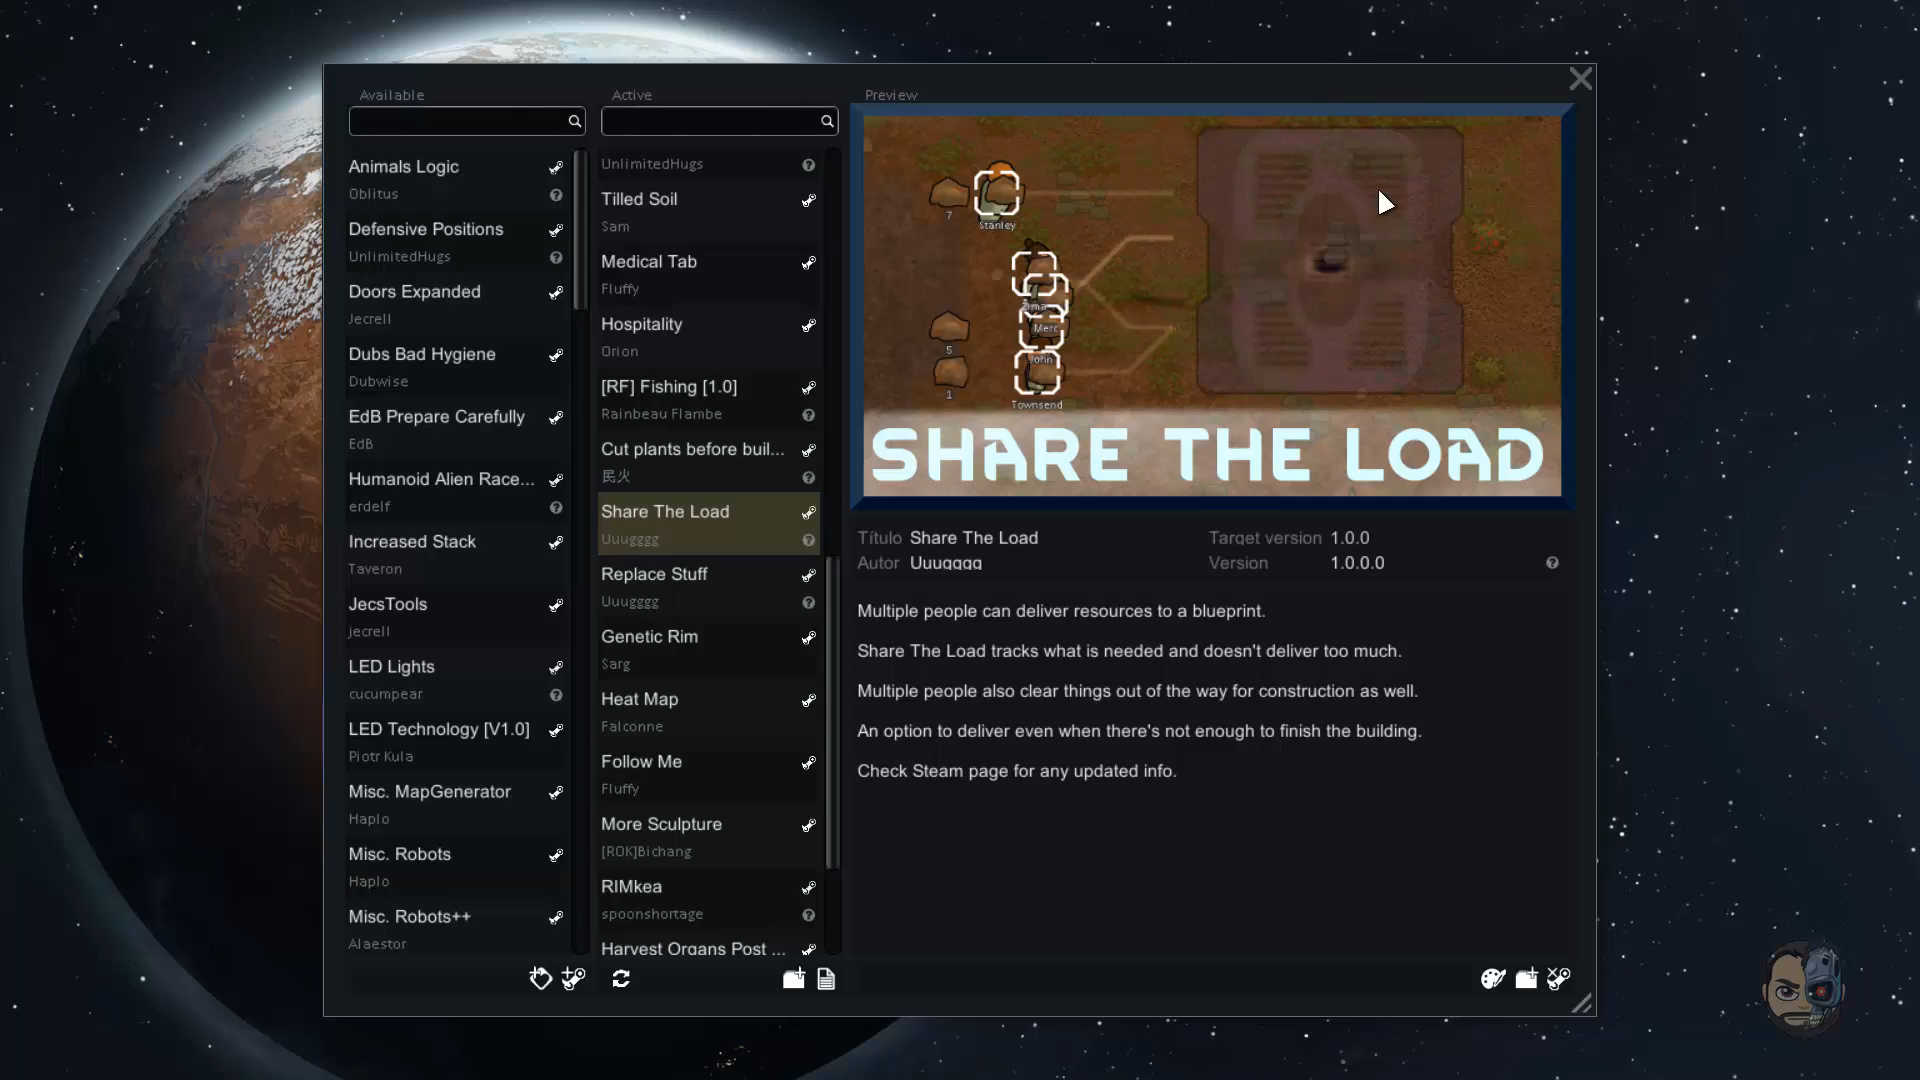 Available
Animals Logic
Oblitus
Defensive Positions
UnlimitedHugs
Doors Expanded
Jecrell
Dubs Bad Hygiene
Dubwise
EdB Prepare Carefully
EdB
Humanoid Alien Race...
erdelf
Increased Stack
Taveron
JecsTools
jecrell
LED Lights
cucumpear
LED Technology [V1.0]
Piotr Kula
Misc. MapGenerator
Haplo
Misc. Robots
Haplo
Misc. Robots++
Alaestor
Active
UnlimitedHugs
Tilled Soil
Sam
Medical Tab
Fluffy
Hospitality
Orion
[RF] Fishing [1.0]
Rainbeau Flambe
Cut plants before buil...
民火
Share The Load
Uuugggg
Replace Stuff
Uuugggg
Genetic Rim
Sarg
Heat Map
Falconne
Follow Me
Fluffy
More Sculpture
[ROK]Bichang
RIMkea
spoonshortage
Harvest Organs Post ...
Preview
7
Stanley
Zima
Merc
5
John
1
Townsend
SHARE THE LOAD
Título Share The Load
Target version 1.0.0
Autor Uuugggg
Version 1.0.0.0
Multiple people can deliver resources to a blueprint.
Share The Load tracks what is needed and doesn't deliver too much.
Multiple people also clear things out of the way for construction as well.
An option to deliver even when there's not enough to finish the building.
Check Steam page for any updated info.